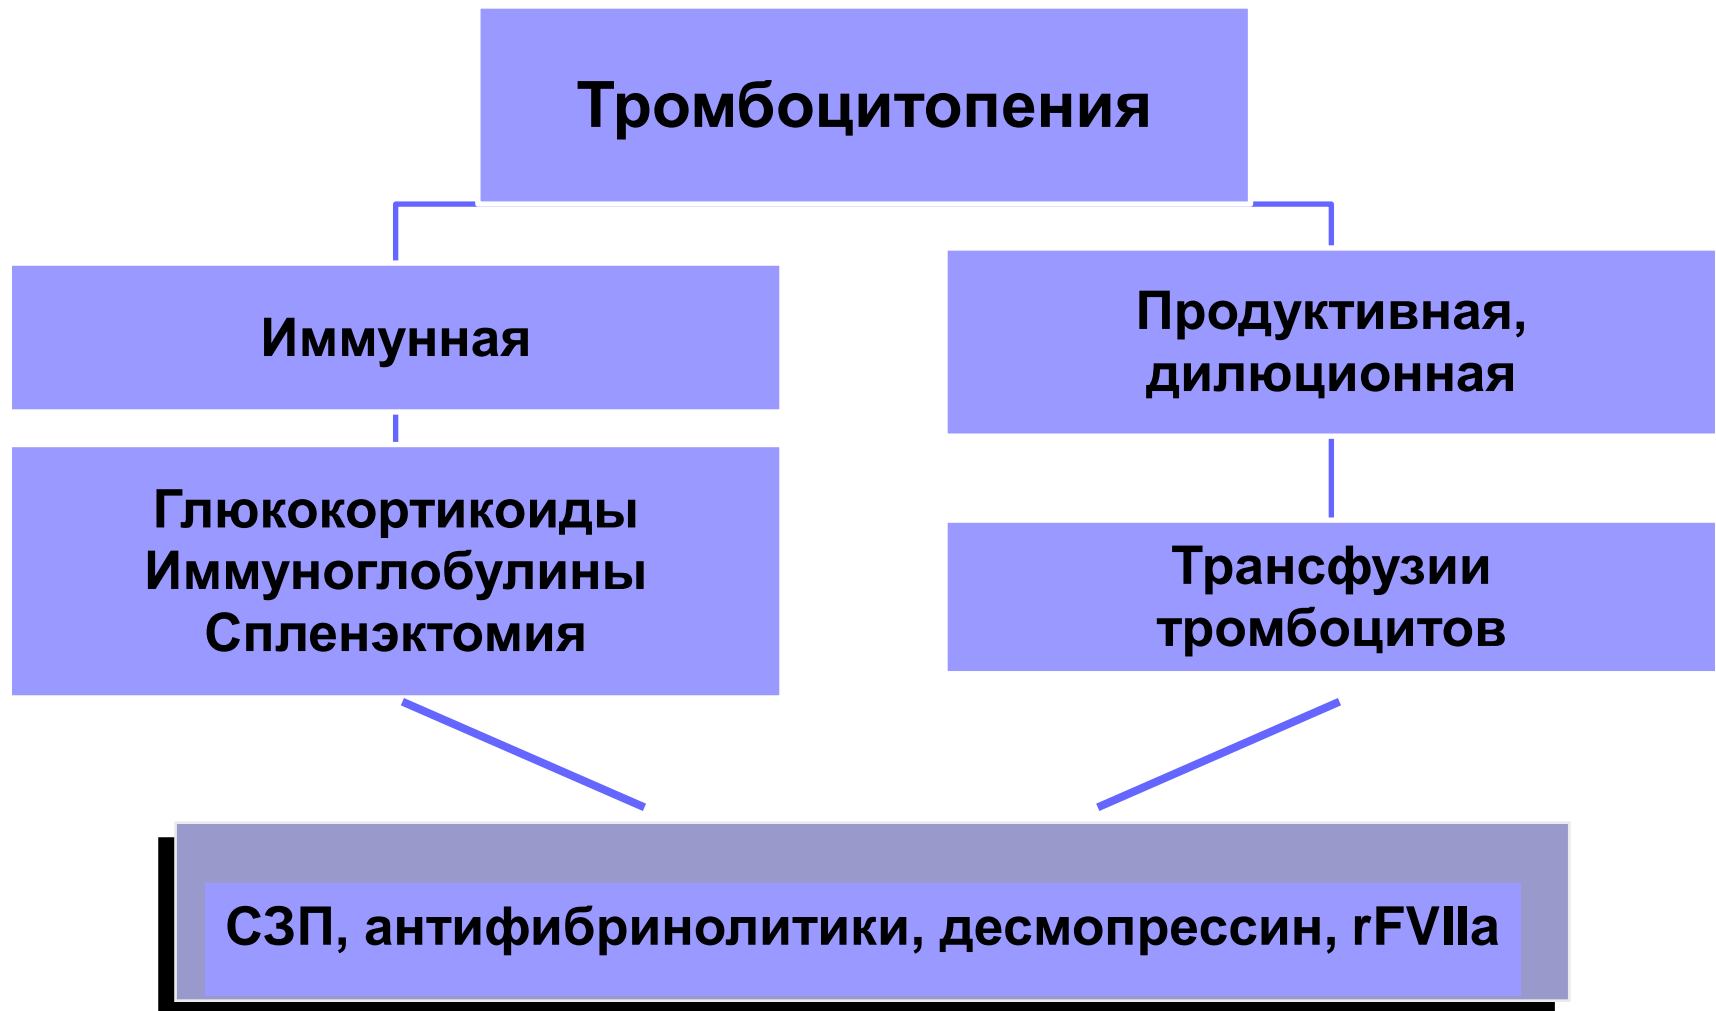 Тромбоцитопения
Иммунная
Продуктивная,
дилюционная
Глюкокортикоиды
Иммуноглобулины
Спленэктомия
Трансфузии
тромбоцитов
СЗП, антифибринолитики, десмопрессин, rFVIIa